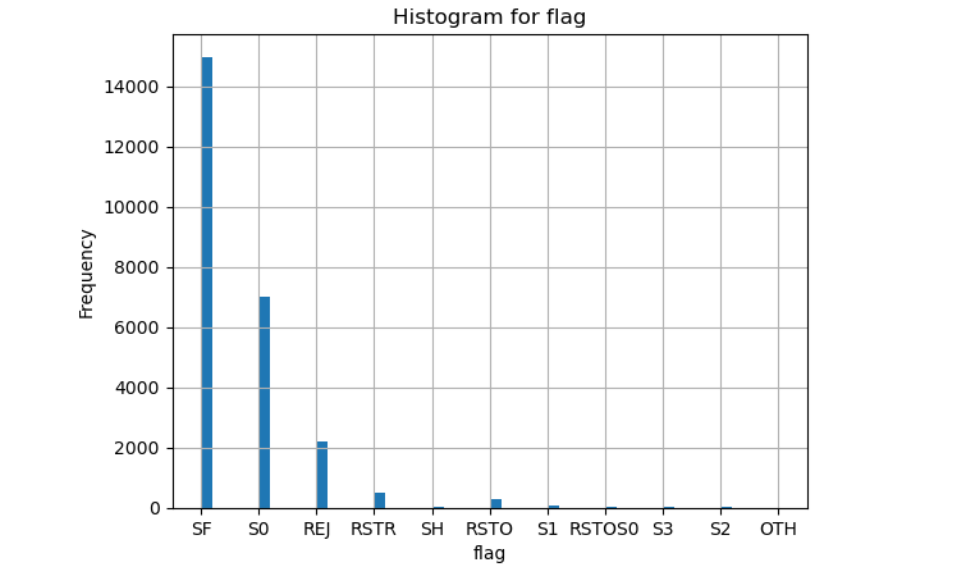 Histogram for flag
14000
12000
10000
8000
6000
4000
2000
0
Frequency
SF S0 REJ RSTR SH RSTO S1 RSTOS0 S3 S2 OTH
flag